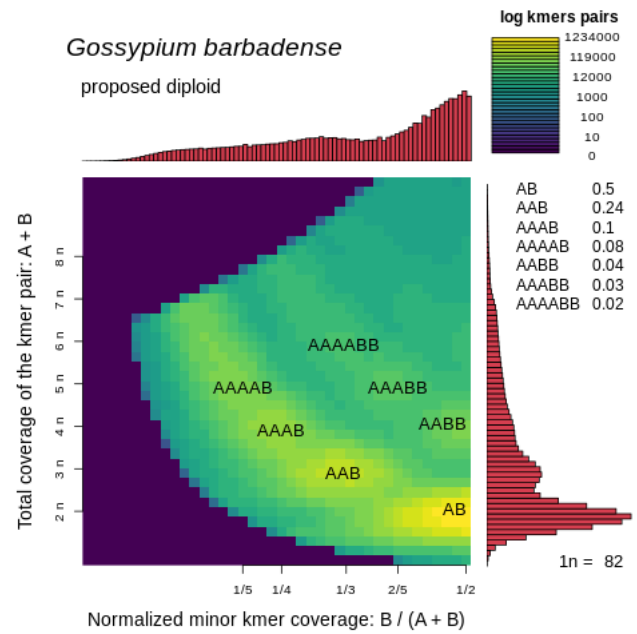 log kmers pairs
Gossypium barbadense
proposed diploid
1234000
119000
12000
1000
100
10
0
AB 0.5
AAB 0.24
AAAB 0.1
AAAAB 0.08
AABB 0.04
AAABB 0.03
AAAABB 0.02
Total coverage of the kmer pair: A + B
8 n
7 n
6 n
5 n
4 n
3 n
2 n
AAAABB
AAAAB
AAABB
AAAB
AABB
AAB
AB
1n = 82
1/5
1/4
1/3
2/5
1/2
Normalized minor kmer coverage: B / (A + B)